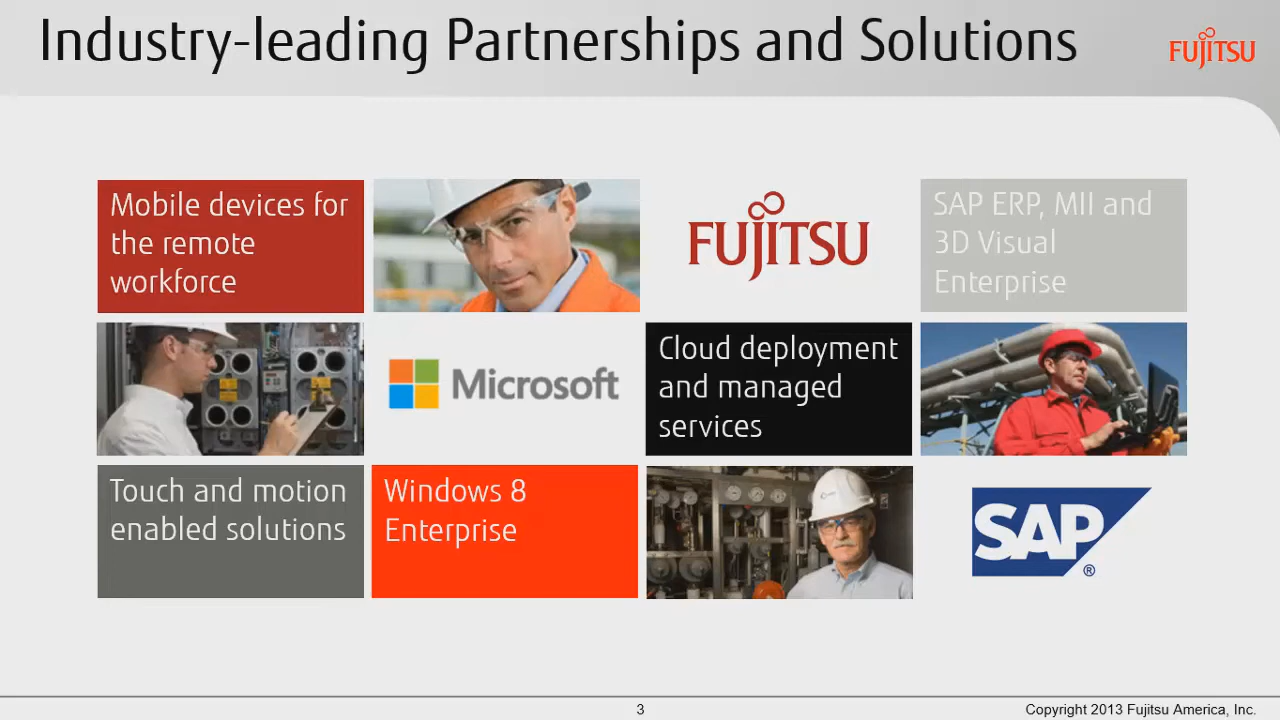 Industry-leading Partnerships and Solutions
FUJITSU
Mobile devices for
the remote
workforce
FUJITSU
SAP ERP, MII and
3D Visual
Enterprise
Microsoft
Cloud deployment
and managed
services
Touch and motion
enabled solutions
Windows 8
Enterprise
SAP®
3
Copyright 2013 Fujitsu America, Inc.